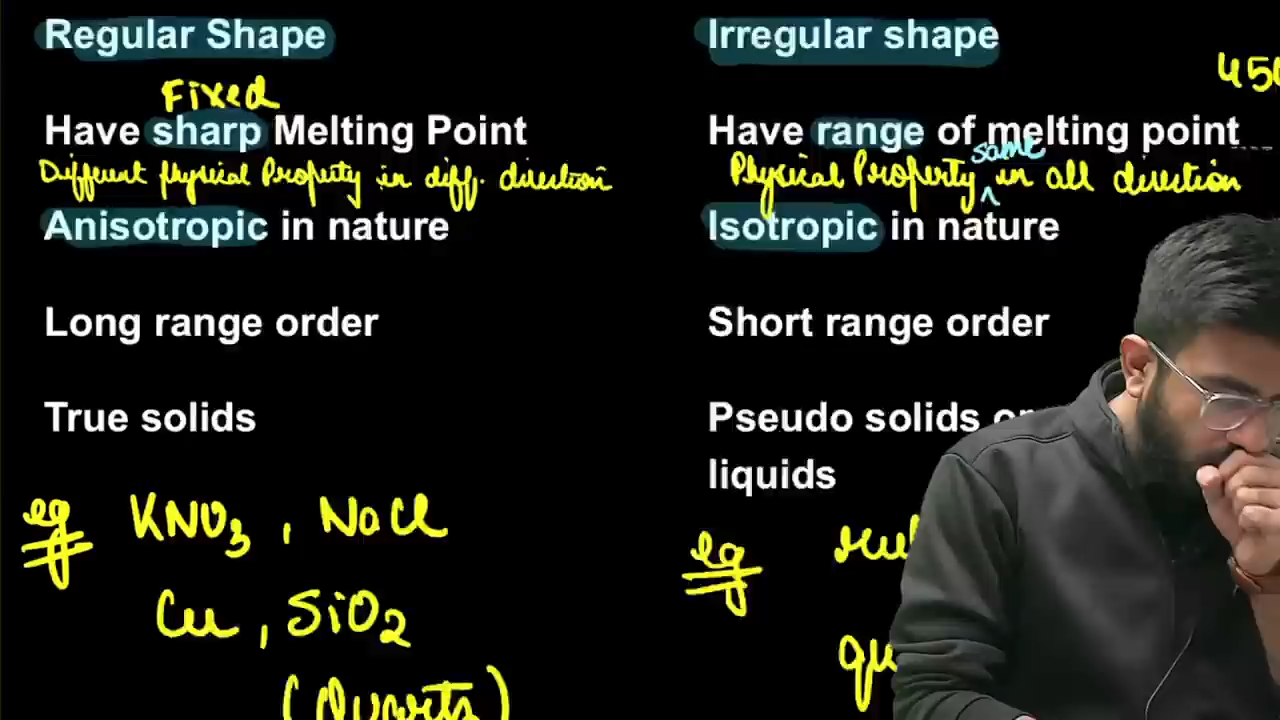 Regular Shape
Fixed
Have sharp Melting Point
Different physical Property in diff. direction
Anisotropic in nature
Long range order
True solids
eg KNO3, NaCl
Cu, SiO2
(Quartz)
Irregular shape
450
Have range of melting point
same
Physical Property ^ in all direction
Isotropic in nature
Short range order
Pseudo solids
liquids
eg